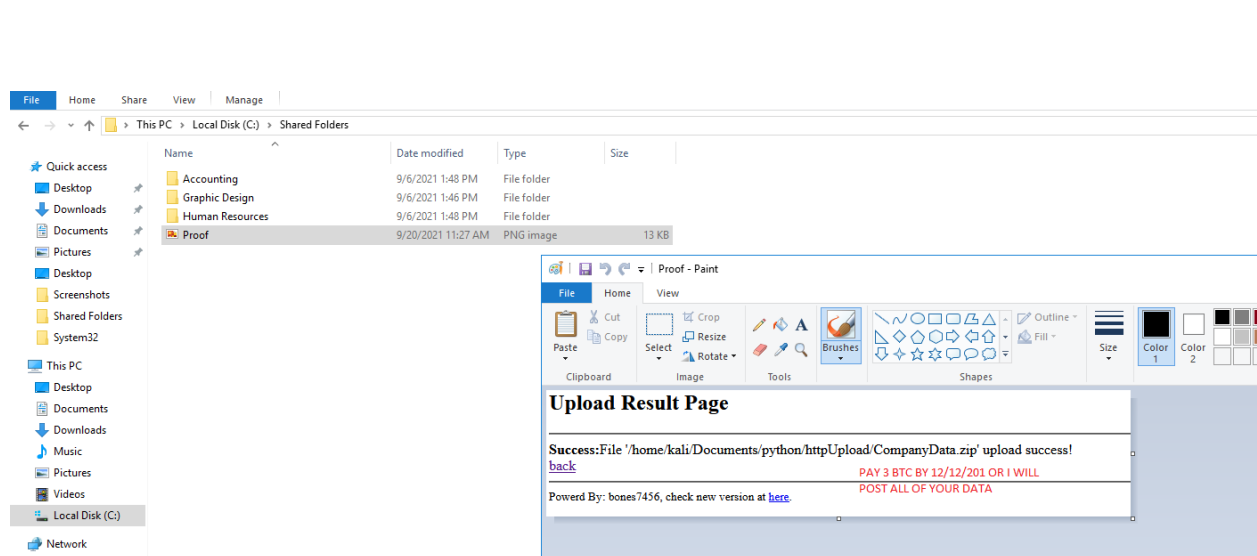 File Home Share View Manage
This PC > Local Disk (C:) > Shared Folders
Name Date modified Type Size
Quick access
Desktop
Downloads
Documents
Pictures
Desktop
Screenshots
Shared Folders
System32
This PC
Desktop
Documents
Downloads
Music
Pictures
Videos
Local Disk (C:)
Network
Accounting 9/6/2021 1:48 PM File folder
Graphic Design 9/6/2021 1:46 PM File folder
Human Resources 9/6/2021 1:48 PM File folder
Proof 9/20/2021 11:27 AM PNG image 13 KB
Proof - Paint
File Home View
Paste
Cut
Copy
Clipboard
Select
Crop
Resize
Rotate
Image
A
Tools
Brushes
Outline
Fill
Shapes
Size
Color
1
Color
2
Upload Result Page
Success:File '/home/kali/Documents/python/httpUpload/CompanyData.zip' upload success!
back
PAY 3 BTC BY 12/12/201 OR I WILL
POST ALL OF YOUR DATA
Powerd By: bones7456, check new version at here.